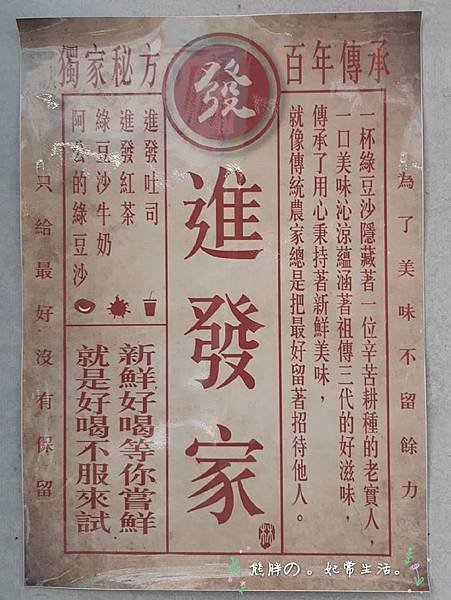 百年傳承
發
獨家秘方
為了美味不留餘力
一杯綠豆沙隱藏著一位辛苦耕種的老實人，
一口美味沁涼蘊涵著祖傳三代的好滋味，
傳承了用心秉持著新鮮美味，
就像傳統農家總是把最好留著招待他人。
進發家
林
進發吐司
進發紅茶
綠豆沙牛奶
阿公的綠豆沙
新鮮好喝等你嘗鮮
就是好喝不服來試
只給最好沒有保留
熊胖の。妃常生活。